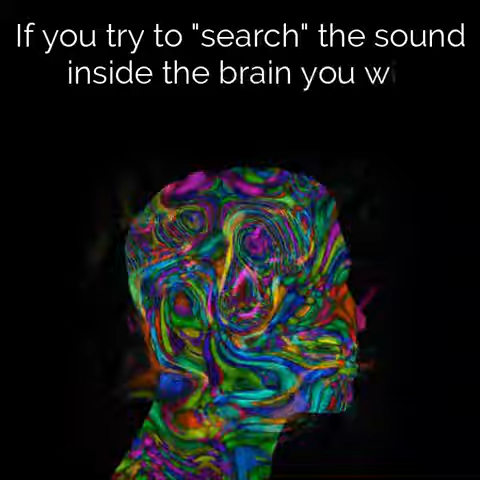 If you try to "search" the sound
inside the brain you w